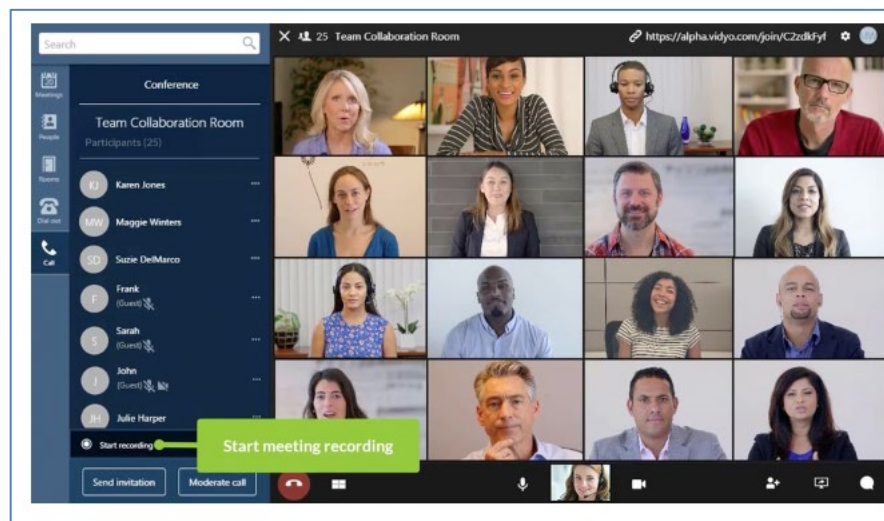 Search
25 Team Collaboration Room
https://alpha.vidyo.com/join/C2zdkFyf
Meetings
People
Rooms
Dial out
Call
Conference
Team Collaboration Room
Participants (25)
KJ Karen Jones
MW Maggie Winters
SD Suzie DelMarco
F Frank
(Guest)
S Sarah
(Guest)
J John
(Guest)
JH Julie Harper
Start recording
Start meeting recording
Send invitation
Moderate call